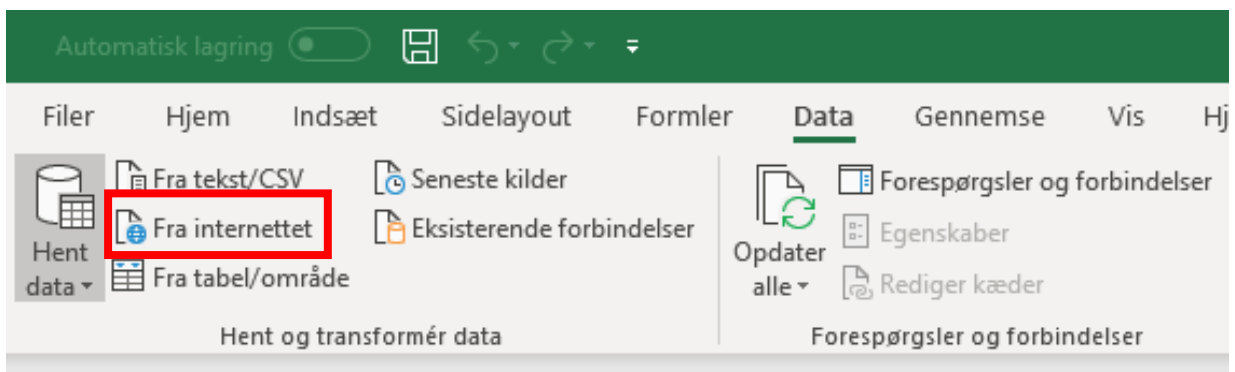 Automatisk lagring
Filer Hjem Indsæt Sidelayout Formler Data Gennemse Vis Hj
Hent data
Fra tekst/CSV
Fra internettet
Fra tabel/område
Seneste kilder
Eksisterende forbindelser
Hent og transformér data
Opdater alle
Forespørgsler og forbindelser
Egenskaber
Rediger kæder
Forespørgsler og forbindelser